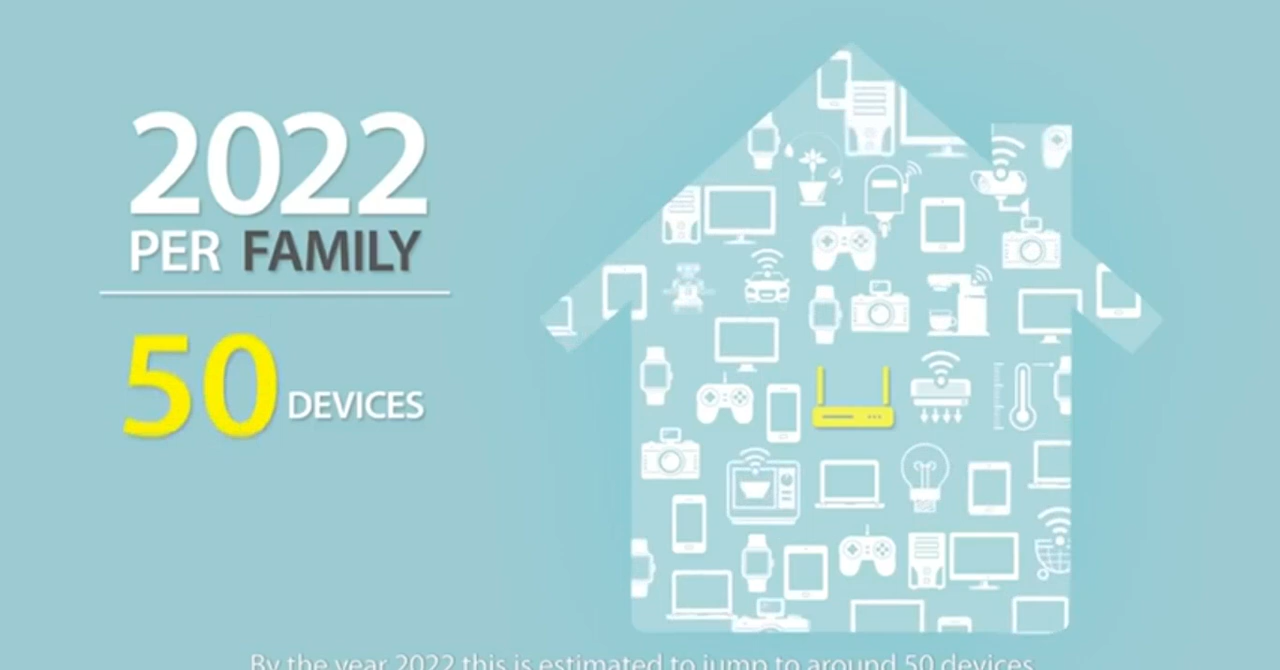 2022
PER FAMILY
50 DEVICES
By the year 2022 this is estimated to jump to around 50 devices